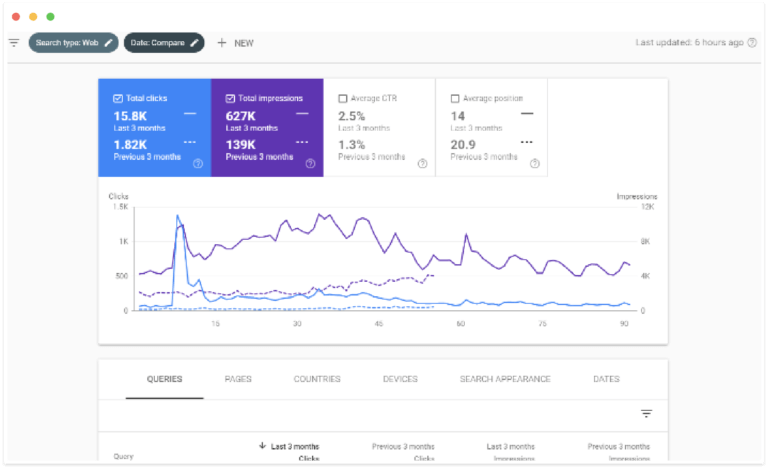 Search type: Web
Date: Compare
+ NEW
Last updated: 6 hours ago
Total clicks
15.8K
Last 3 months
1.82K
Previous 3 months
Total impressions
627K
Last 3 months
139K
Previous 3 months
Average CTR
2.5%
Last 3 months
1.3%
Previous 3 months
Average position
14
Last 3 months
20.9
Previous 3 months
Clicks
Impressions
1.5K
12K
1K
8K
500
4K
0
0
15 30 45 60 75 90
QUERIES PAGES COUNTRIES DEVICES SEARCH APPEARANCE DATES
Query
Last 3 months
Clicks
Previous 3 months
Clicks
Last 3 months
Impressions
Previous 3 months
Impressions